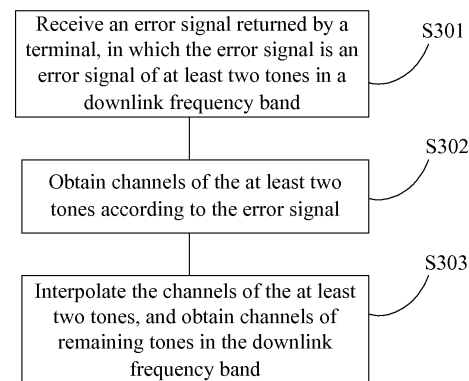 Receive an error signal returned by a
terminal, in which the error signal is an
error signal of at least two tones in a
downlink frequency band
S301
Obtain channels of the at least two
tones according to the error signal
S302
Interpolate the channels of the at least
two tones, and obtain channels of
remaining tones in the downlink
frequency band
S303